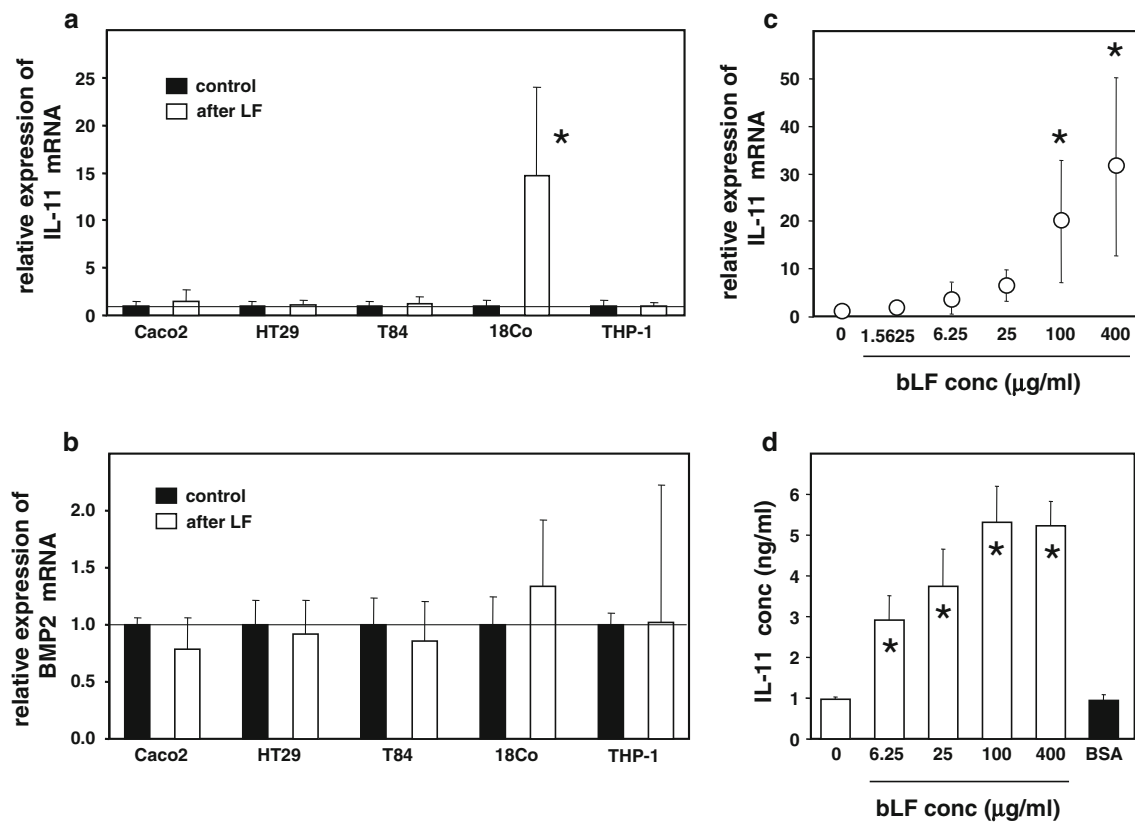 a
relative expression of
IL-11 mRNA
25
20
15
10
5
0
control
after LF
*
Caco2 HT29 T84 18Co THP-1
b
relative expression of
BMP2 mRNA
2.0
1.5
1.0
0.5
0.0
control
after LF
Caco2 HT29 T84 18Co THP-1
c
relative expression of
IL-11 mRNA
50
40
30
20
10
0
* *
0 1.5625 6.25 25 100 400
bLF conc (μg/ml)
d
IL-11 conc (ng/ml)
6
5
4
3
2
1
0
* * * *
0 6.25 25 100 400 BSA
bLF conc (μg/ml)